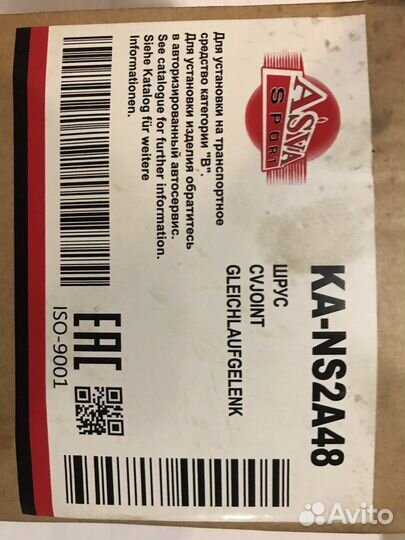 ASVA
SPORT
Для установки на транспортное
средство категории "В".
Для установки изделия обратитесь
в авторизированный автосервис.
See catalogue for further information.
Siehe Katalog für weitere
Informationen.
KA-NS2A48
ШРУС
CVJOINT
GLEICHLAUFGELENK
EAC
ISO-9001
Avito